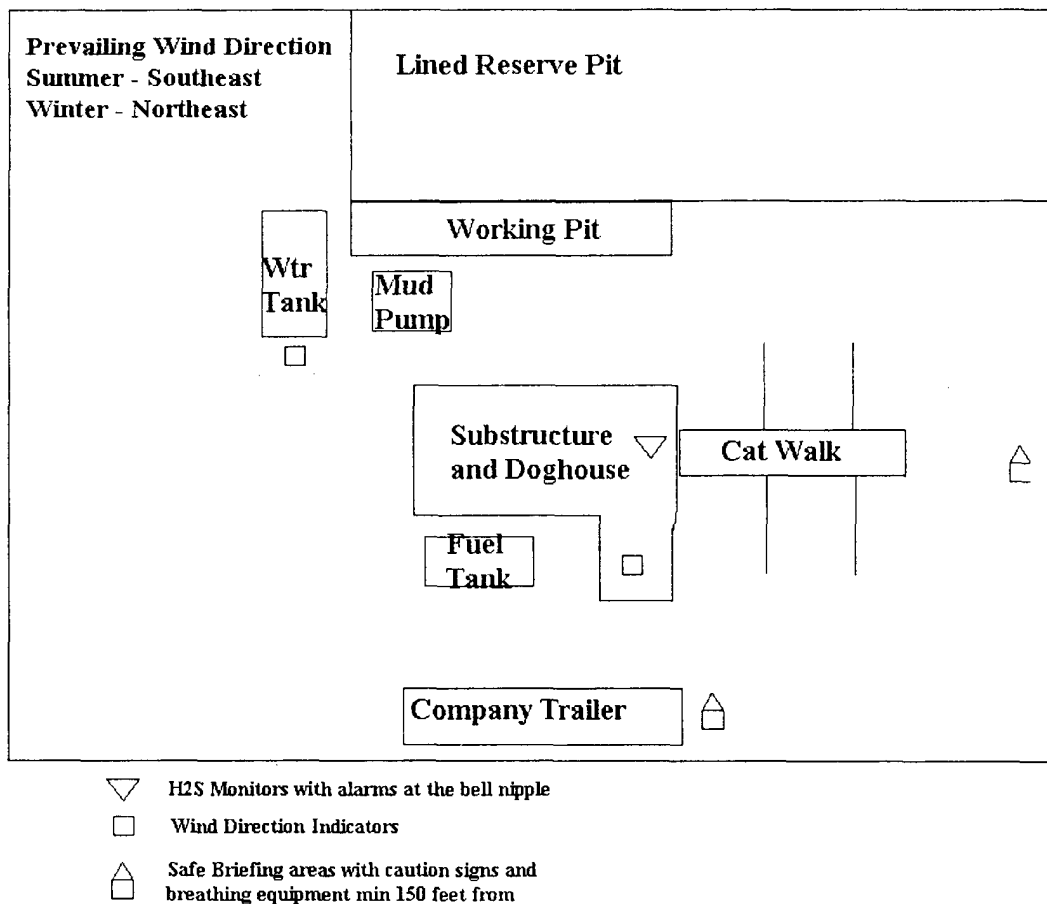 Prevailing Wind Direction
Summer - Southeast
Winter - Northeast
Lined Reserve Pit
Working Pit
Wtr
Tank
Mud
Pump
Substructure
and Doghouse
Cat Walk
Fuel
Tank
Company Trailer
H2S Monitors with alarms at the bell nipple
Wind Direction Indicators
Safe Briefing areas with caution signs and
breathing equipment min 150 feet from